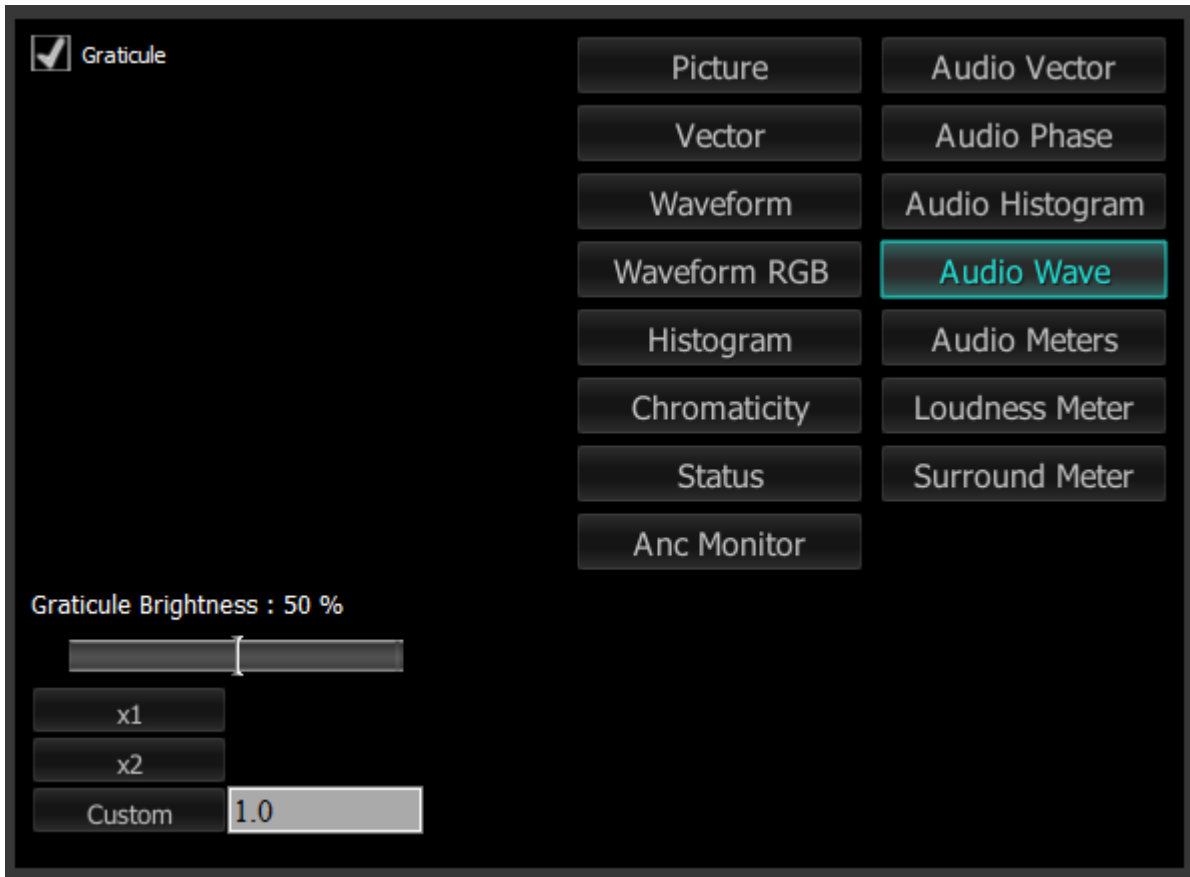 Graticule
Picture
Audio Vector
Vector
Audio Phase
Waveform
Audio Histogram
Waveform RGB
Audio Wave
Histogram
Audio Meters
Chromaticity
Loudness Meter
Status
Surround Meter
Anc Monitor
Graticule Brightness : 50 %
x1
x2
Custom
1.0